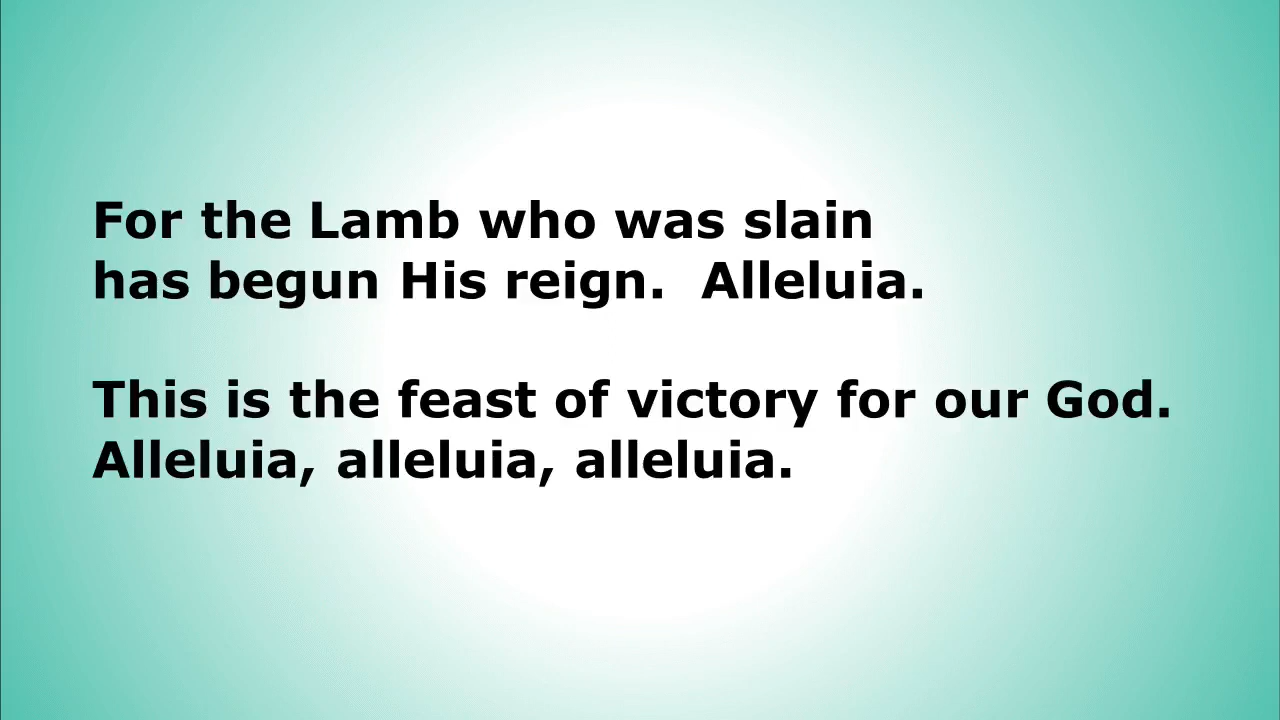 For the Lamb who was slain
has begun His reign.  Alleluia.
This is the feast of victory for our God.
Alleluia, alleluia, alleluia.